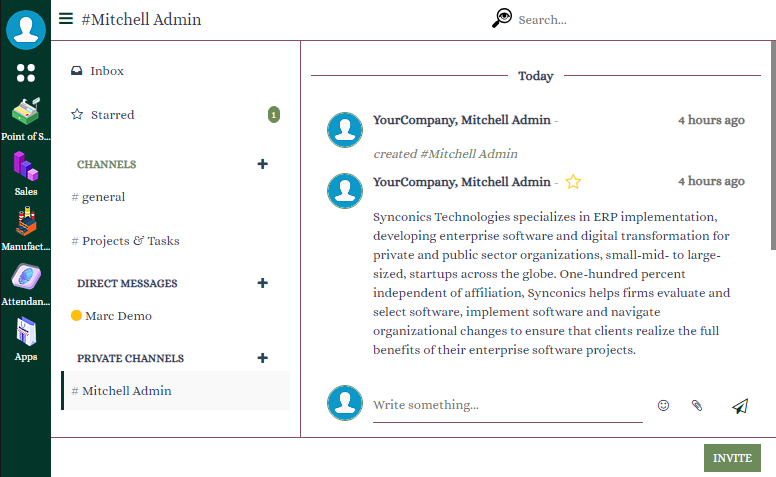 #Mitchell Admin
Search...
Point of S...
Sales
Manufact...
Attendan...
Apps
Inbox
Starred
1
CHANNELS
# general
# Projects & Tasks
DIRECT MESSAGES
Marc Demo
PRIVATE CHANNELS
# Mitchell Admin
Today
YourCompany, Mitchell Admin - 4 hours ago
created #Mitchell Admin
YourCompany, Mitchell Admin - 4 hours ago
Synconics Technologies specializes in ERP implementation,
developing enterprise software and digital transformation for
private and public sector organizations, small-mid- to large-
sized, startups across the globe. One-hundred percent
independent of affiliation, Synconics helps firms evaluate and
select software, implement software and navigate
organizational changes to ensure that clients realize the full
benefits of their enterprise software projects.
Write something...
INVITE